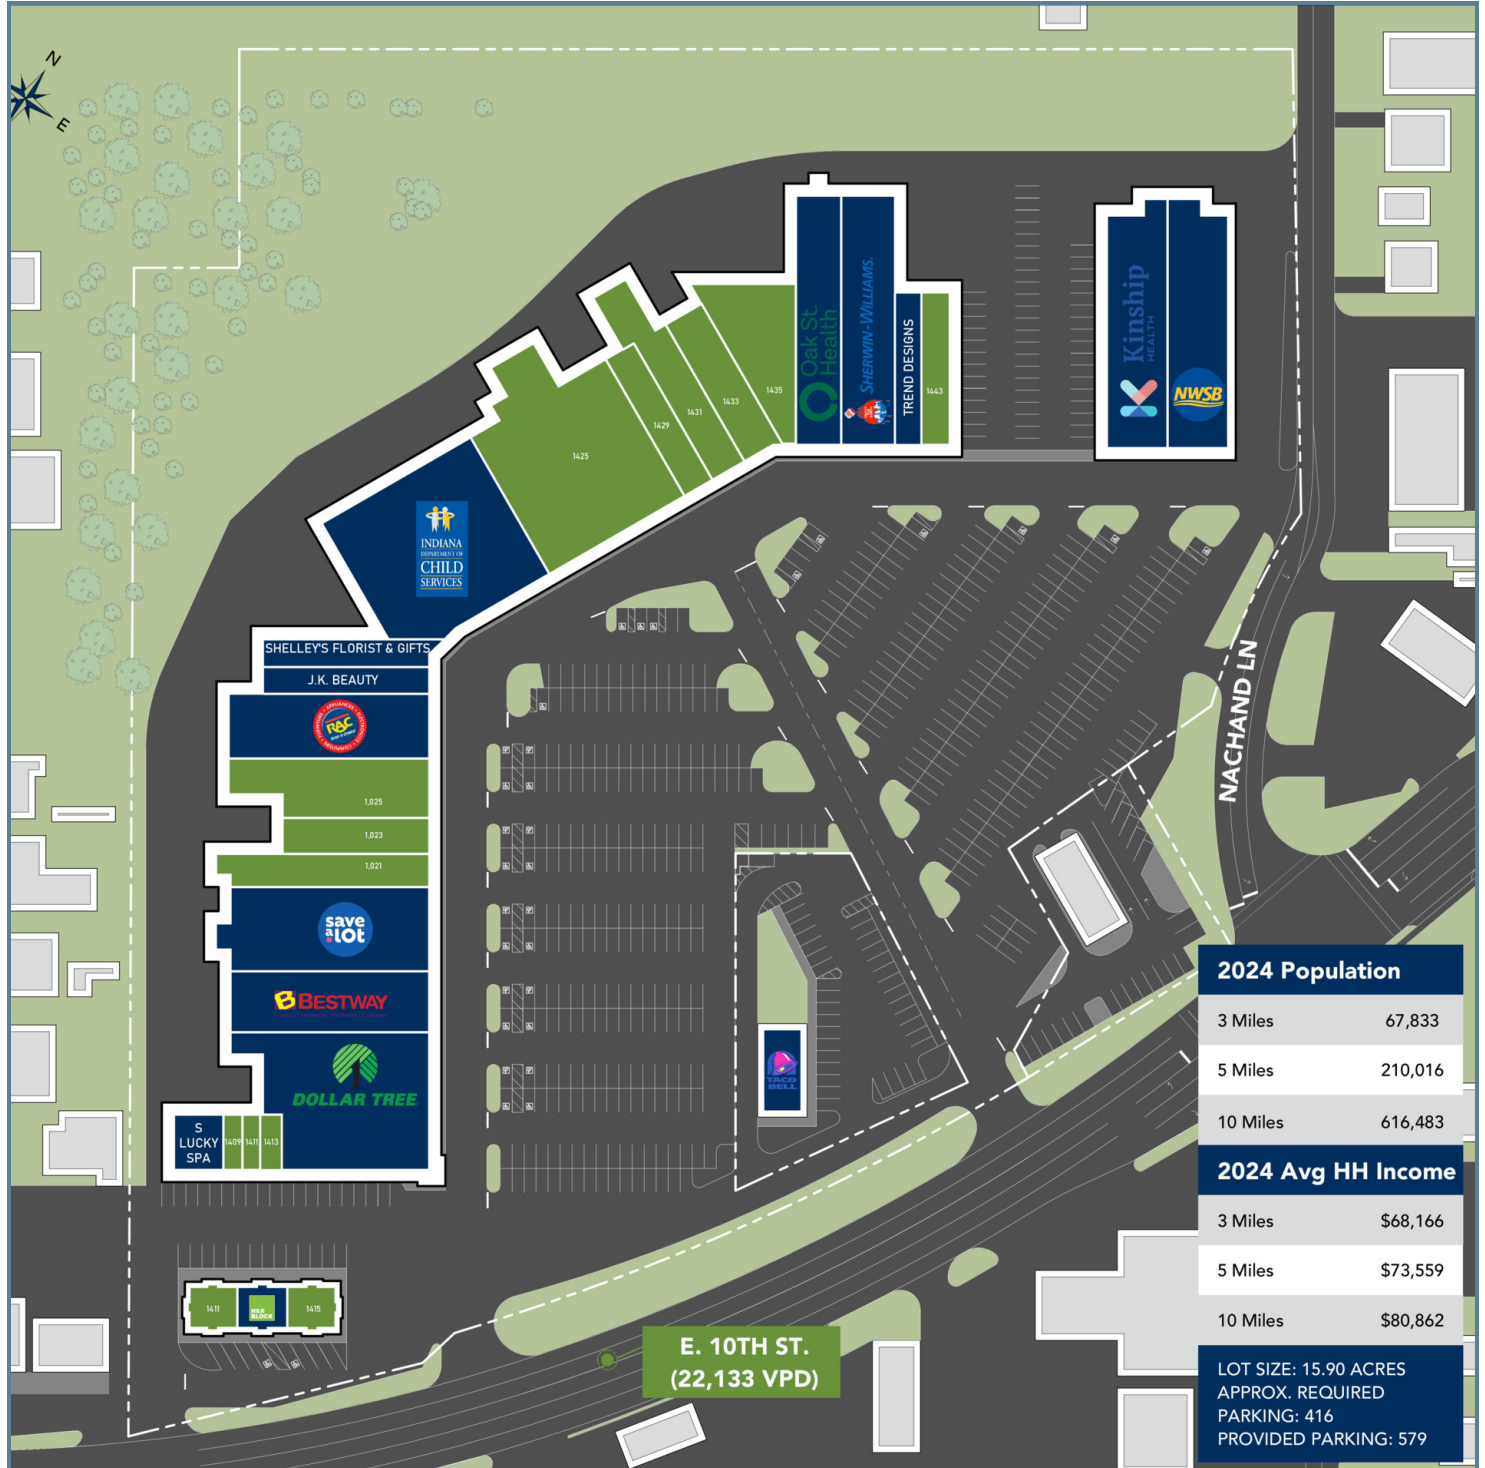 N
E
Oak St.
Health
SHERWIN-WILLIAMS.
TREND DESIGNS
1443
1435
1433
1431
1429
1425
Kinship
HEALTH
NWSB
INDIANA
DEPARTMENT OF
CHILD
SERVICES
SHELLEY'S FLORIST & GIFTS
J.K. BEAUTY
FURNITURE • APPLIANCES • ELECTRONICS • COMPUTERS
RAC
1,025
1,023
1,021
save
a lot
B BESTWAY
DOLLAR TREE
S
LUCKY
SPA
1409
1411
1413
TACO
BELL
NACHAND LN
1411
H&R
BLOCK
1415
E. 10TH ST.
(22,133 VPD)
2024 Population
3 Miles 67,833
5 Miles 210,016
10 Miles 616,483
2024 Avg HH Income
3 Miles $68,166
5 Miles $73,559
10 Miles $80,862
LOT SIZE: 15.90 ACRES
APPROX. REQUIRED
PARKING: 416
PROVIDED PARKING: 579